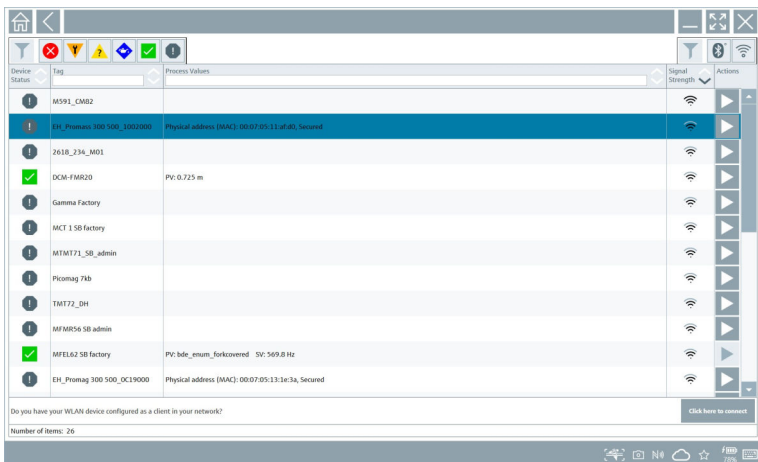 Device Status
Tag
Process Values
Signal Strength
Actions
M591_CMB2
EH_Promass 300 500_1002000 Physical address (MAC): 00:07:05:11:af:d0, Secured
2618_234_M01
DCM-FMR20 PV: 0.725 m
Gamma Factory
MCT 1 SB factory
MTMT71_SB_admin
Picomag 7kb
TMT72_DH
MFMR56 SB admin
MFEL62 SB factory PV: bde_enum_forkcovered SV: 569.8 Hz
EH_Promag 300 500_0C19000 Physical address (MAC): 00:07:05:13:1e:3a, Secured
Do you have your WLAN device configured as a client in your network? Click here to connect
Number of items: 26
78%